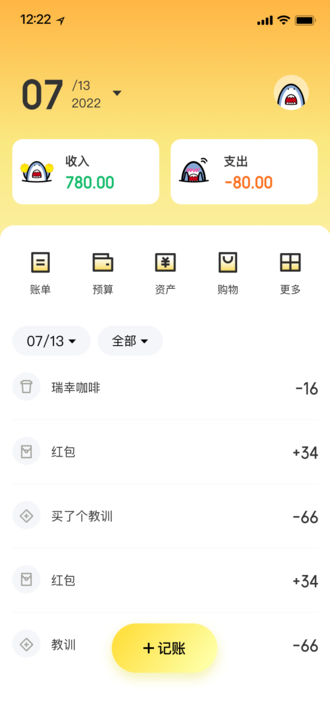 12:22
07
/13
2022
收入
780.00
支出
-80.00
账单
预算
资产
购物
更多
07/13
全部
瑞幸咖啡
-16
红包
+34
买了个教训
-66
红包
+34
教训
-66
+记账